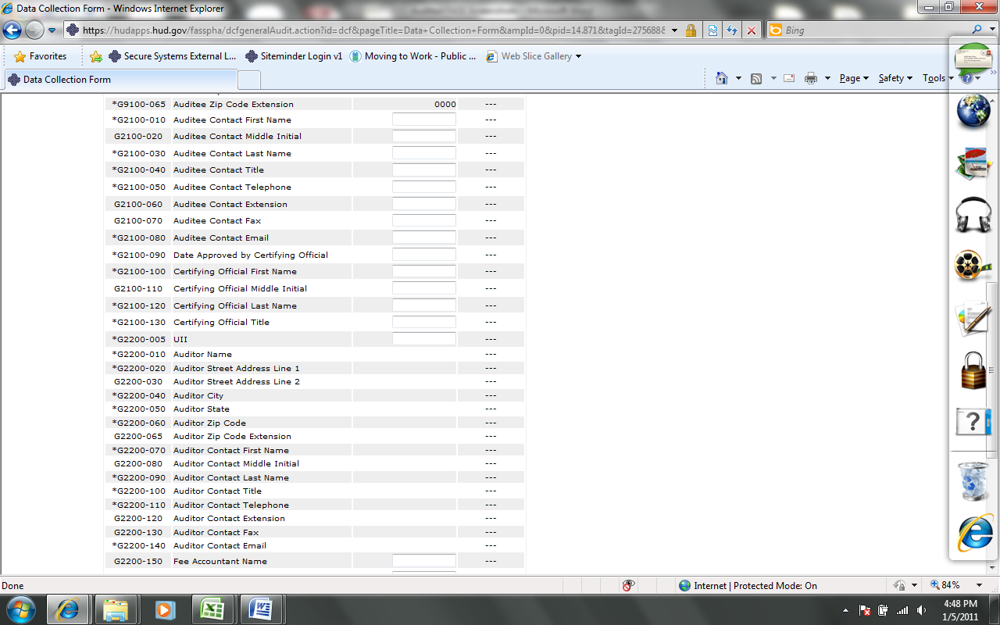 Data Collection Form - Windows Internet Explorer
https://hudapps.hud.gov/fasspha/dcfgeneralAudit.action?id=dcf&pageTitle=Data+Collection+Form&ampId=0&pid=14.871&tagId=275688&
Bing
Favorites
Secure Systems External L...
Siteminder Login v1
Moving to Work - Public ...
Web Slice Gallery
Data Collection Form
Page
Safety
Tools
*G9100-065 Auditee Zip Code Extension 0000 ---
*G2100-010 Auditee Contact First Name ---
G2100-020 Auditee Contact Middle Initial ---
*G2100-030 Auditee Contact Last Name ---
*G2100-040 Auditee Contact Title ---
*G2100-050 Auditee Contact Telephone ---
G2100-060 Auditee Contact Extension ---
G2100-070 Auditee Contact Fax ---
*G2100-080 Auditee Contact Email ---
*G2100-090 Date Approved by Certifying Official ---
*G2100-100 Certifying Official First Name ---
G2100-110 Certifying Official Middle Initial ---
*G2100-120 Certifying Official Last Name ---
*G2100-130 Certifying Official Title ---
*G2200-005 UII ---
*G2200-010 Auditor Name ---
*G2200-020 Auditor Street Address Line 1 ---
G2200-030 Auditor Street Address Line 2 ---
*G2200-040 Auditor City ---
*G2200-050 Auditor State ---
*G2200-060 Auditor Zip Code ---
G2200-065 Auditor Zip Code Extension ---
*G2200-070 Auditor Contact First Name ---
G2200-080 Auditor Contact Middle Initial ---
*G2200-090 Auditor Contact Last Name ---
*G2200-100 Auditor Contact Title ---
*G2200-110 Auditor Contact Telephone ---
G2200-120 Auditor Contact Extension ---
G2200-130 Auditor Contact Fax ---
*G2200-140 Auditor Contact Email ---
G2200-150 Fee Accountant Name ---
Done
Internet | Protected Mode: On
84%
4:48 PM
1/5/2011